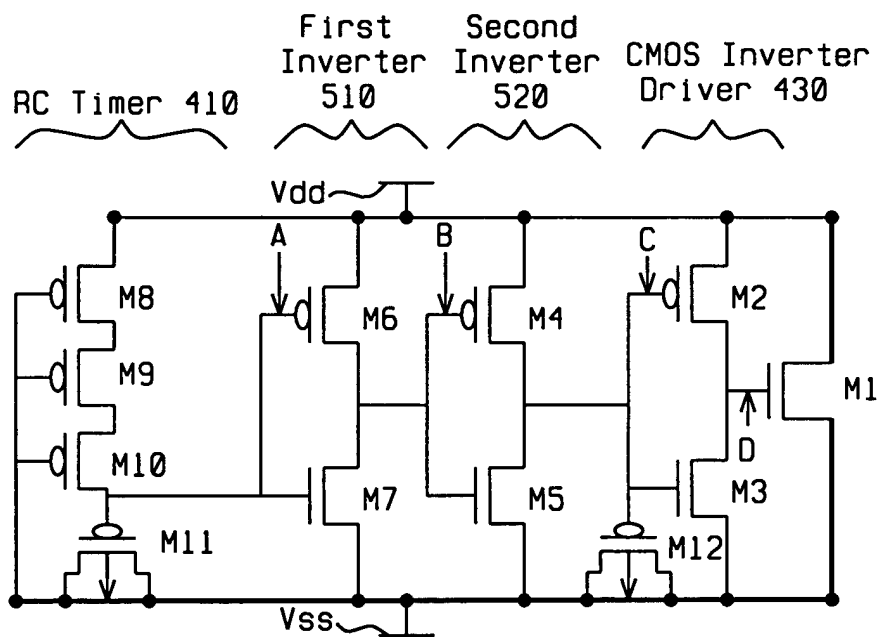 First
Inverter
510
Second
Inverter
520
CMOS Inverter
Driver 430
RC Timer 410
Vdd
A
B
C
M8
M6
M4
M2
M9
M1
M10
D
M7
M5
M3
M11
M12
Vss